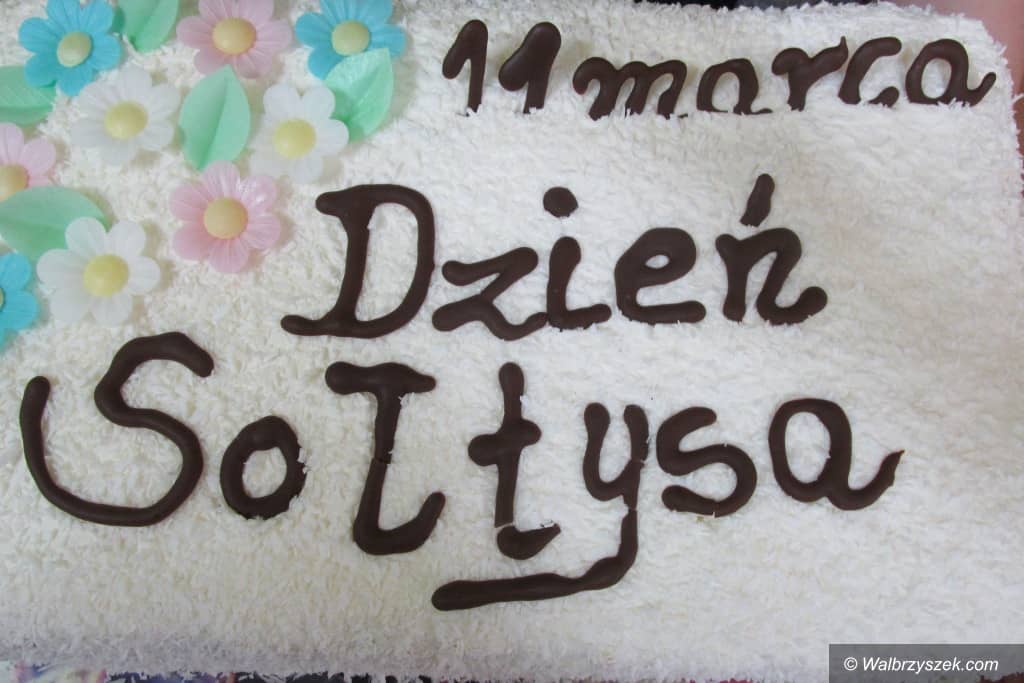 11 marca
Dzień
Sołtysa
© Walbrzyszek.com